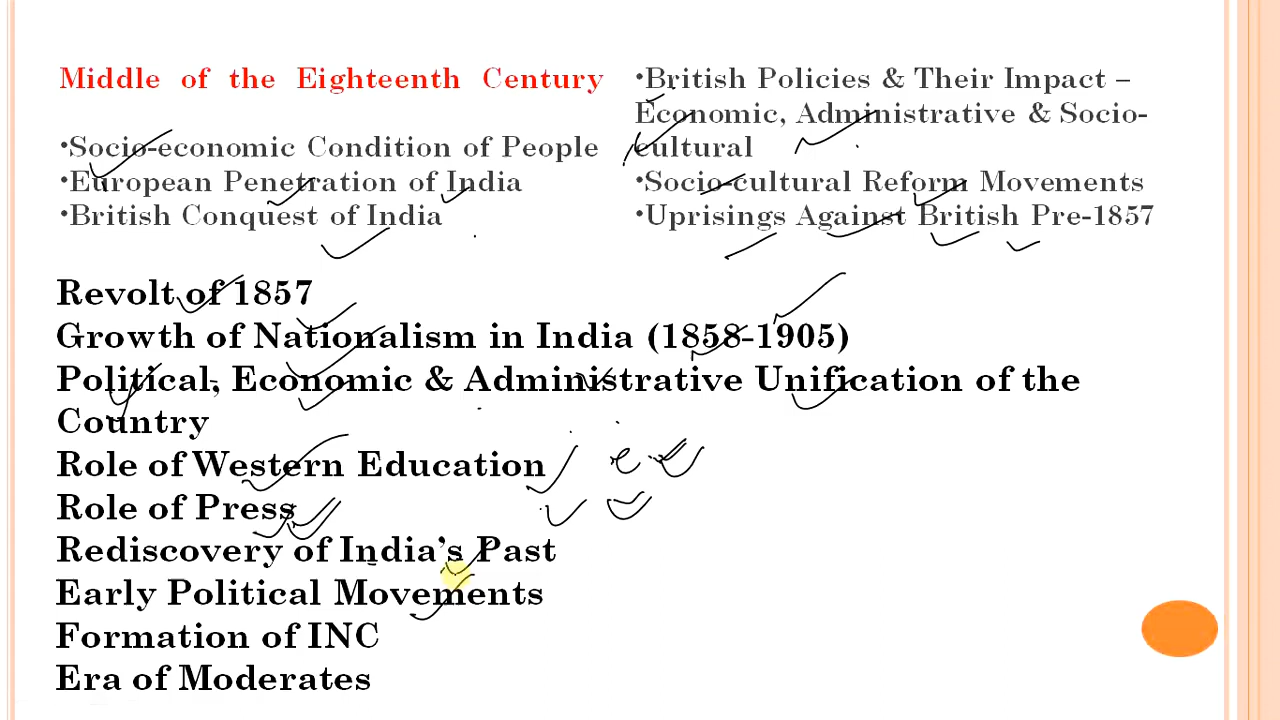 Middle of the Eighteenth Century
•Socio-economic Condition of People
•European Penetration of India
•British Conquest of India
•British Policies & Their Impact –
Economic, Administrative & Socio-
cultural
•Socio-cultural Reform Movements
•Uprisings Against British Pre-1857
Revolt of 1857
Growth of Nationalism in India (1858-1905)
Political, Economic & Administrative Unification of the
Country
Role of Western Education
Role of Press
Rediscovery of India's Past
Early Political Movements
Formation of INC
Era of Moderates